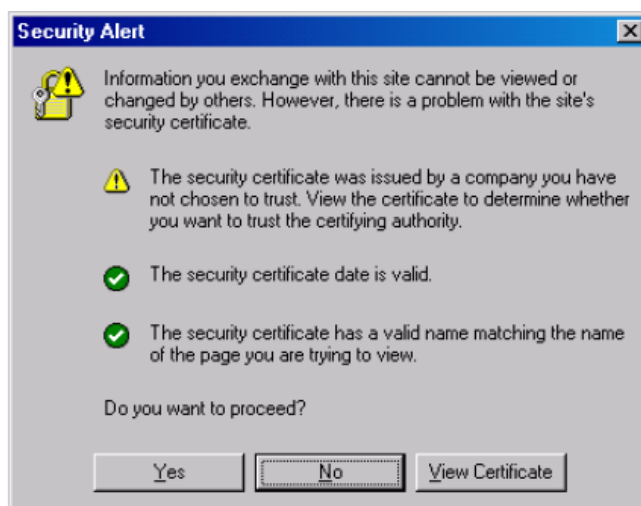 Security Alert
Information you exchange with this site cannot be viewed or
changed by others. However, there is a problem with the site's
security certificate.
The security certificate was issued by a company you have
not chosen to trust. View the certificate to determine whether
you want to trust the certifying authority.
The security certificate date is valid.
The security certificate has a valid name matching the name
of the page you are trying to view.
Do you want to proceed?
Yes
No
View Certificate